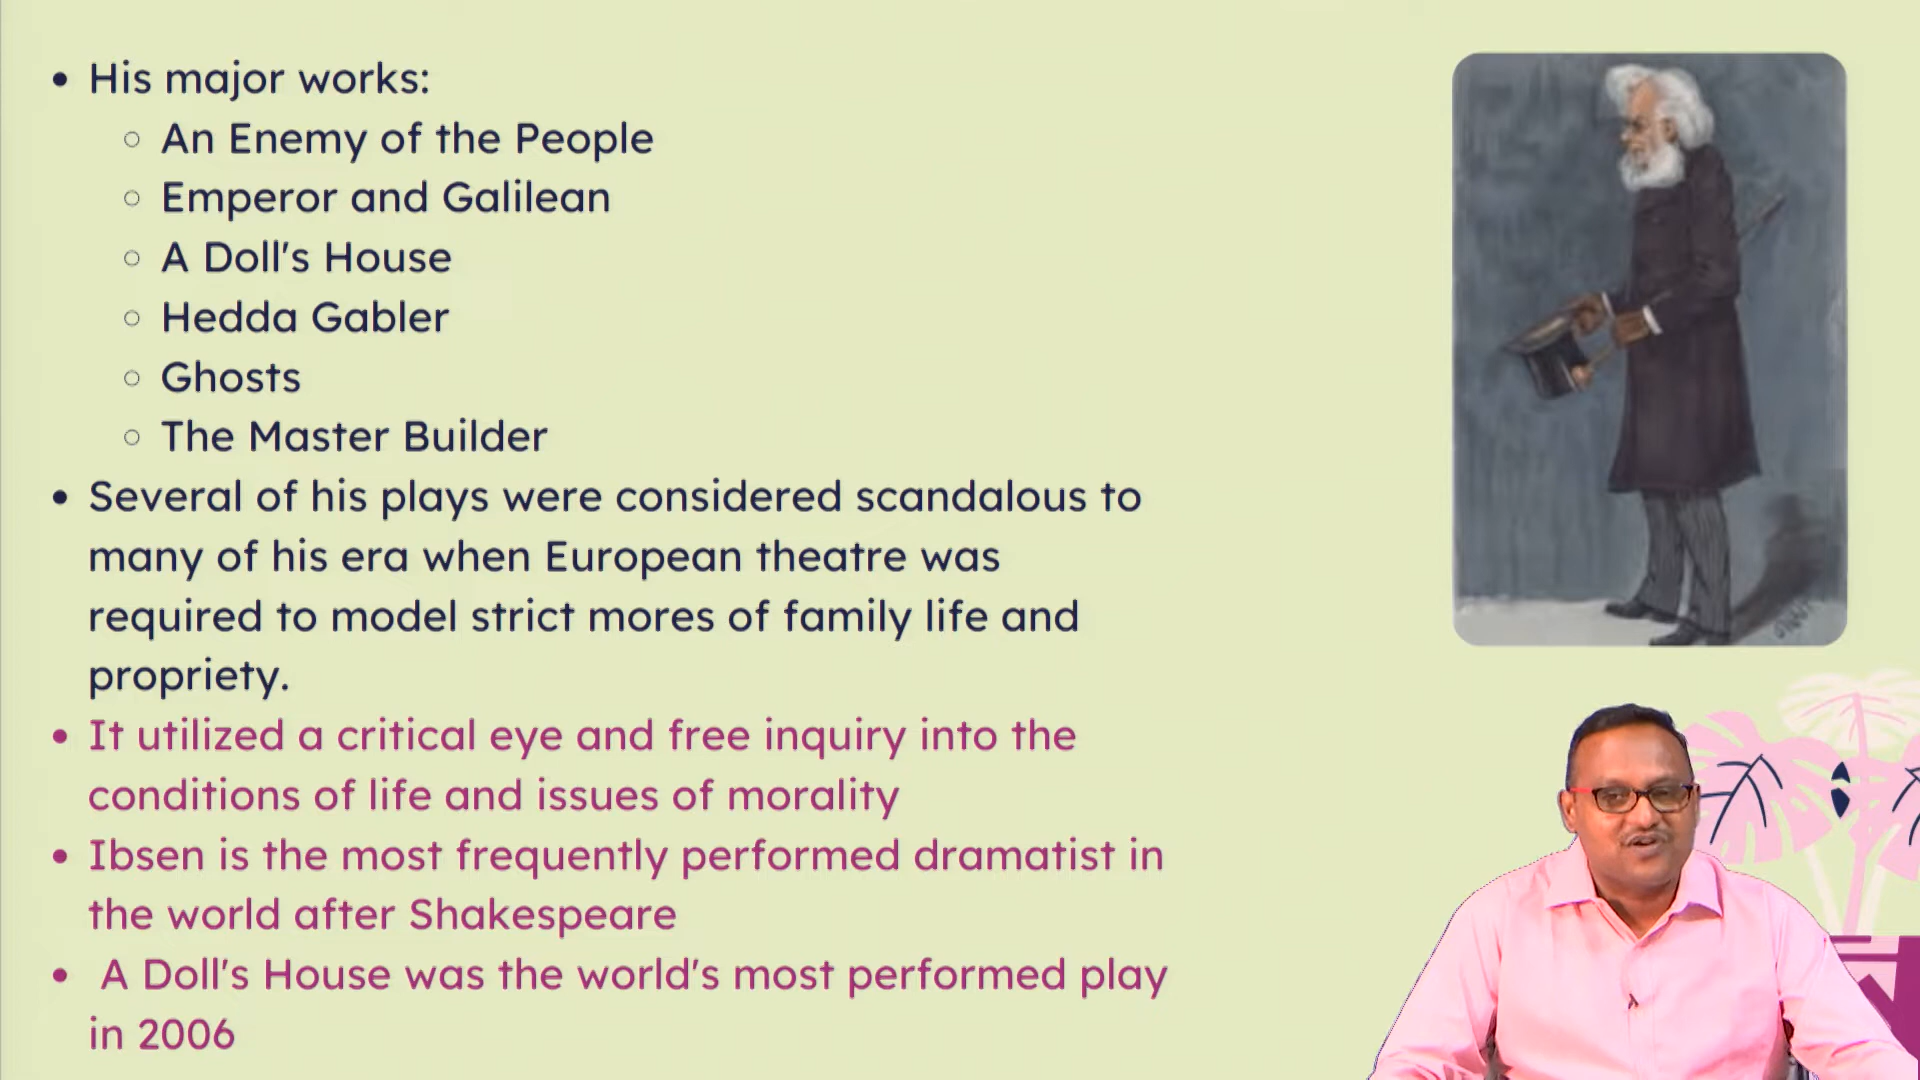 • His major works:
○ An Enemy of the People
○ Emperor and Galilean
○ A Doll's House
○ Hedda Gabler
○ Ghosts
○ The Master Builder
• Several of his plays were considered scandalous to
many of his era when European theatre was
required to model strict mores of family life and
propriety.
• It utilized a critical eye and free inquiry into the
conditions of life and issues of morality
• Ibsen is the most frequently performed dramatist in
the world after Shakespeare
• A Doll's House was the world's most performed play
in 2006